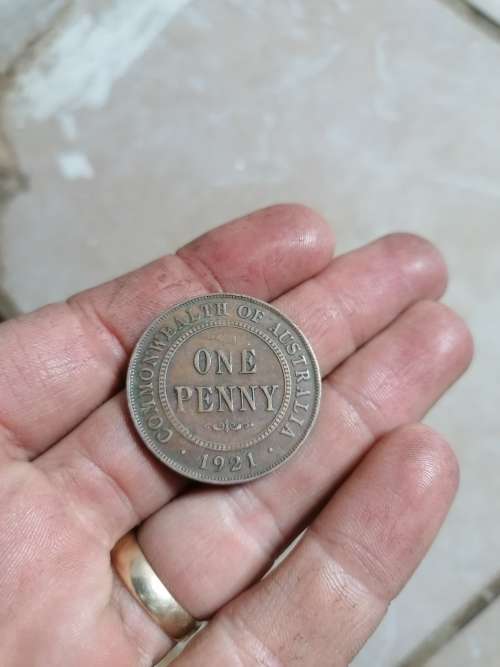 COMMONWEALTH OF AUSTRALIA
ONE
PENNY
· 1921 ·